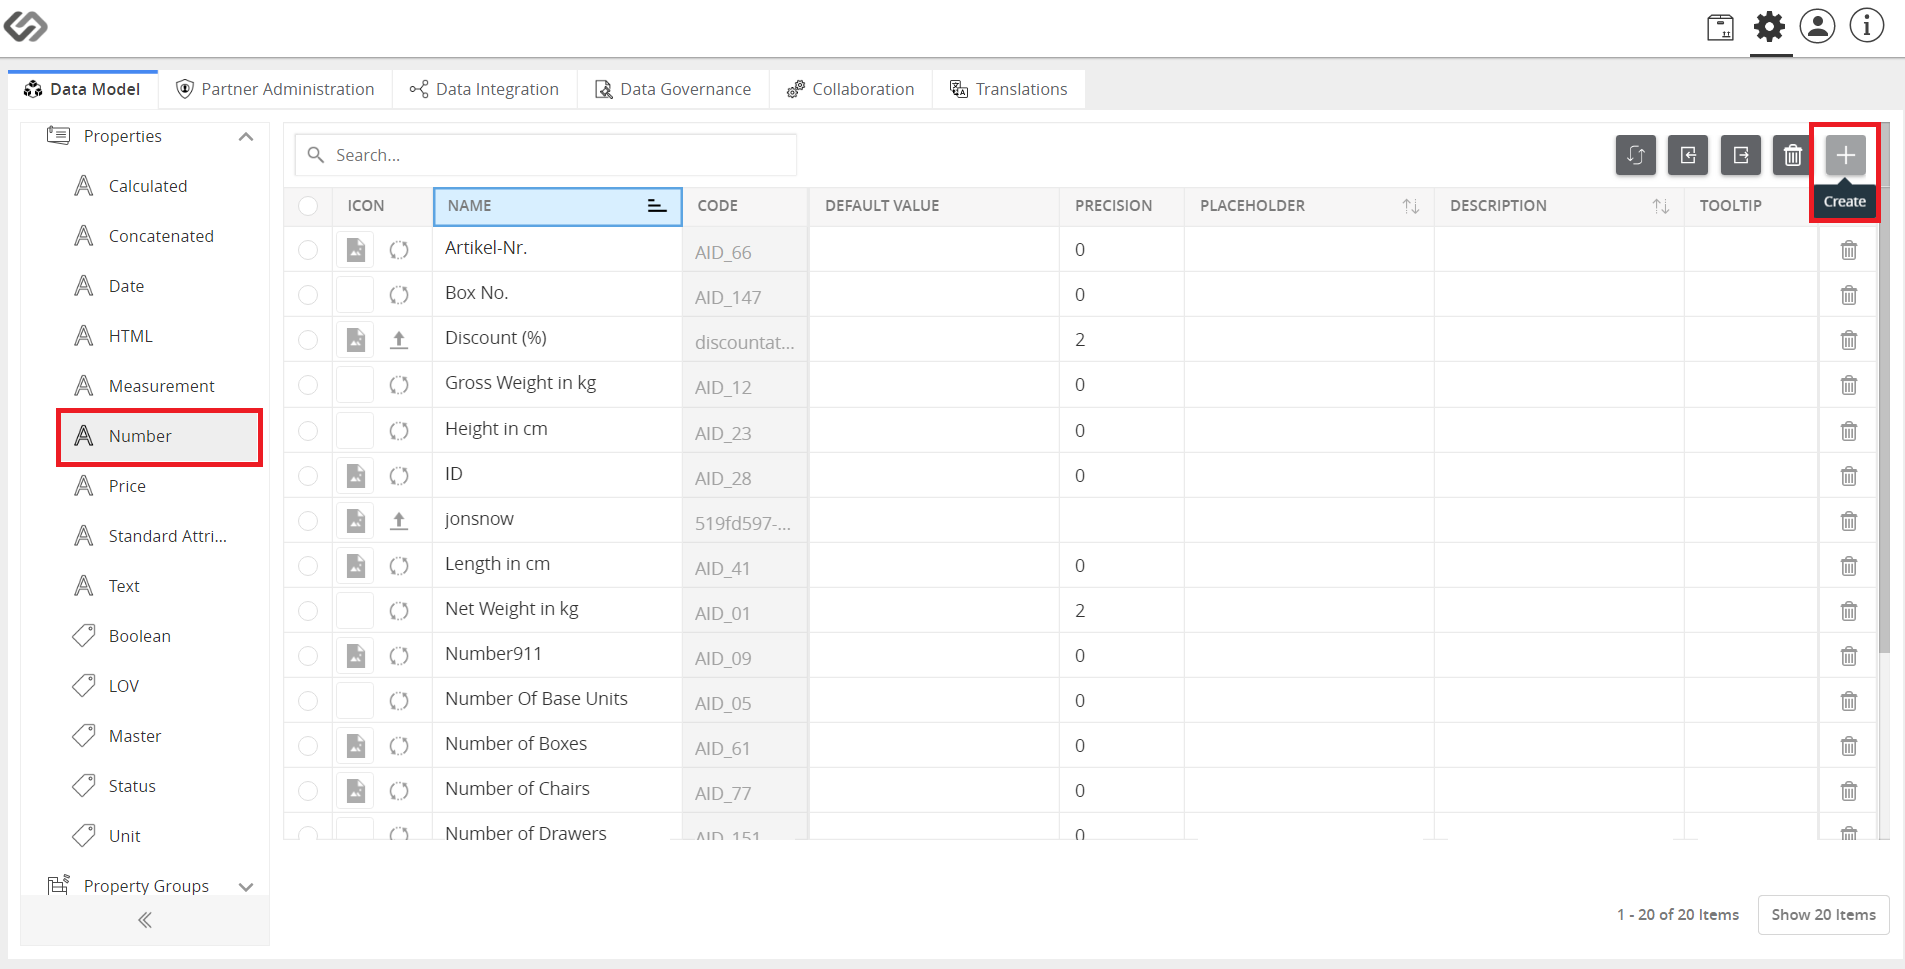 Data Model
Partner Administration
Data Integration
Data Governance
Collaboration
Translations
Properties
Calculated
Concatenated
Date
HTML
Measurement
Number
Price
Standard Attri...
Text
Boolean
LOV
Master
Status
Unit
Property Groups
Search...
Create
ICON NAME CODE DEFAULT VALUE PRECISION PLACEHOLDER DESCRIPTION TOOLTIP
Artikel-Nr. AID_66 0
Box No. AID_147 0
Discount (%) discountat... 2
Gross Weight in kg AID_12 0
Height in cm AID_23 0
ID AID_28 0
jonsnow 519fd597-...
Length in cm AID_41 0
Net Weight in kg AID_01 2
Number911 AID_09 0
Number Of Base Units AID_05 0
Number of Boxes AID_61 0
Number of Chairs AID_77 0
Number of Drawers AID_151 0
1 - 20 of 20 Items
Show 20 Items